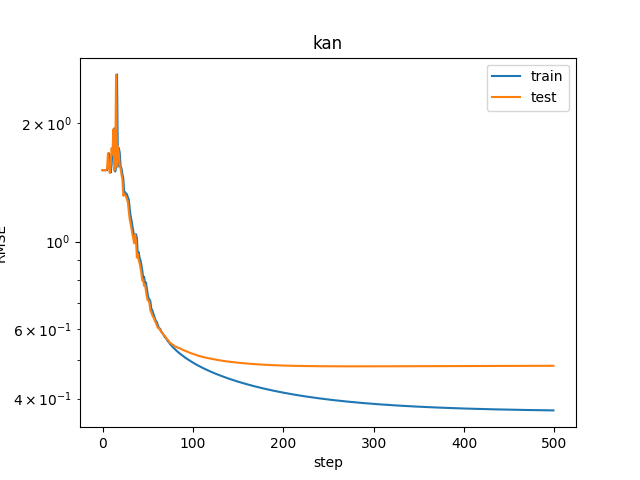 kan
train
test
2 × 10⁰
10⁰
6 × 10⁻¹
4 × 10⁻¹
RMSE
0 100 200 300 400 500
step